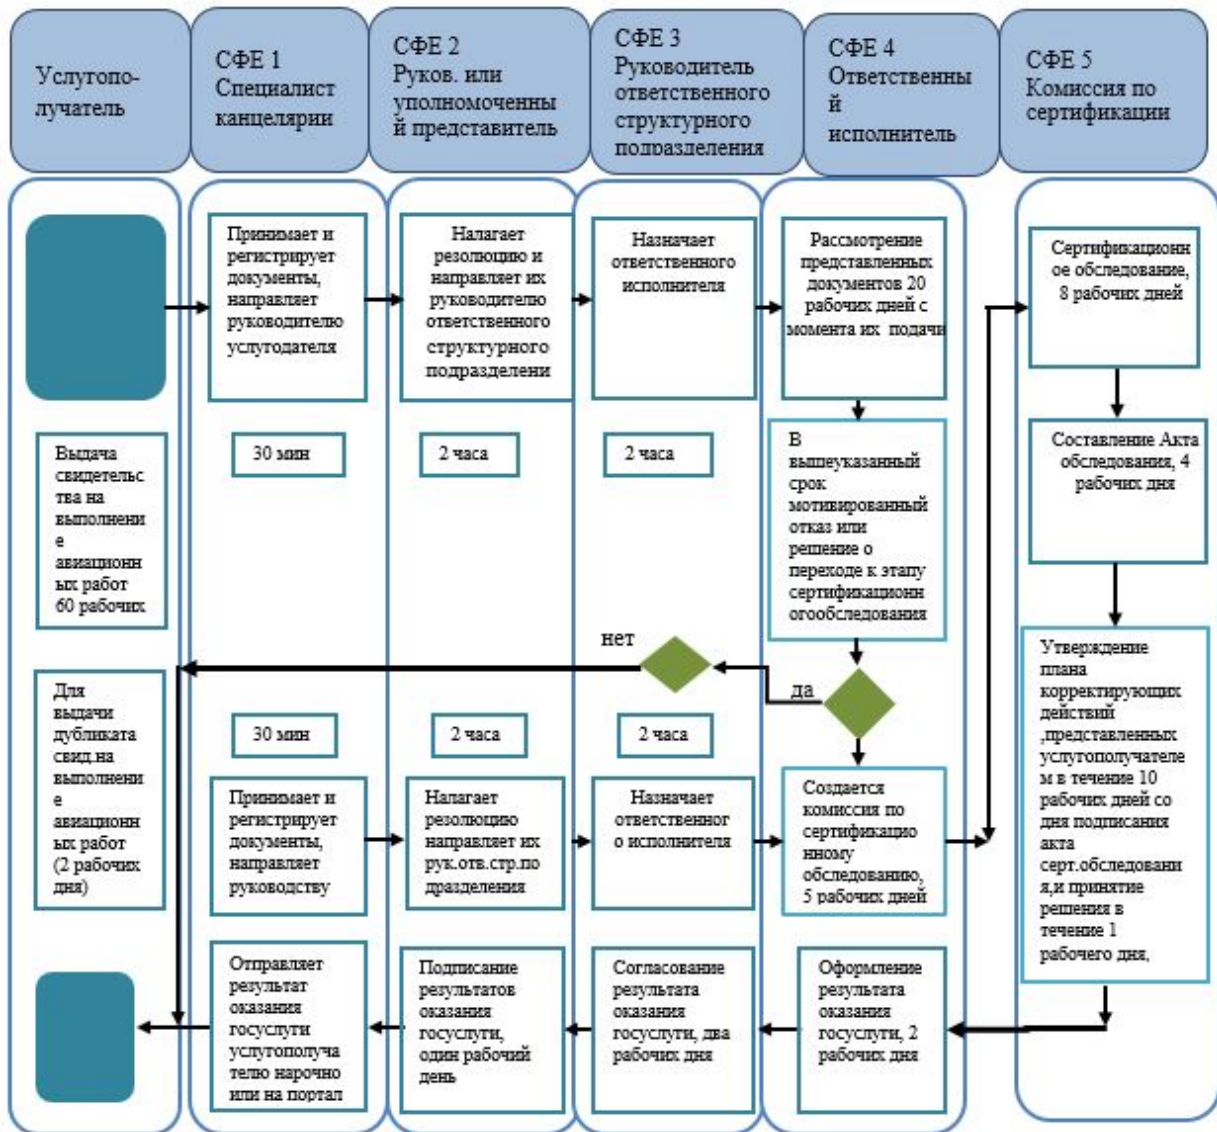 Услугопо-
лучатель
СФЕ 1
Специалист
канцелярии
СФЕ 2
Руков. или
уполномоченны
й представитель
СФЕ 3
Руководитель
ответственного
структурного
подразделения
СФЕ 4
Ответственны
й
исполнитель
СФЕ 5
Комиссия по
сертификации
Принимает и
регистрирует
документы,
направляет
руководителю
услугодателя
Налагает
резолюцию и
направляет их
руководителю
ответственного
структурного
подразделени
Назначает
ответственного
исполнителя
Рассмотрение
представленных
документов 20
рабочих дней с
момента их подачи
Сертификационн
ое обследование,
8 рабочих дней
Выдача
свидетельс
тва на
выполнени
е
авиационн
ых работ
60 рабочих
30 мин
2 часа
2 часа
В
вышеуказанный
срок
мотивированный
отказ или
решение о
переходе к этапу
сертификационн
огообследования
Составление Акта
обследования, 4
рабочих дня
нет
да
Для
выдачи
дубликата
свид.на
выполнени
е
авиационн
ых работ
(2 рабочих
дня)
30 мин
2 часа
2 часа
Принимает и
регистрирует
документы,
направляет
руководству
Налагает
резолюцию
направляет их
рук.отв.стр.по
дразделения
Назначает
ответственног
о исполнителя
Создается
комиссия по
сертификацио
нному
обследованию,
5 рабочих дней
Утверждение
плана
корректирующих
действий
,представленных
услугополучателе
м в течение 10
рабочих дней со
дня подписания
акта
серт.обследовани
я,и принятие
решения в
течение 1
рабочего дня,
Отправляет
результат
оказания
госуслуги
услугополуча
телю нарочно
или на портал
Подписание
результатов
оказания
госуслуги,
один рабочий
день
Согласование
результата
оказания
госуслуги, два
рабочих дня
Оформление
результата
оказания
госуслуги, 2
рабочих дня